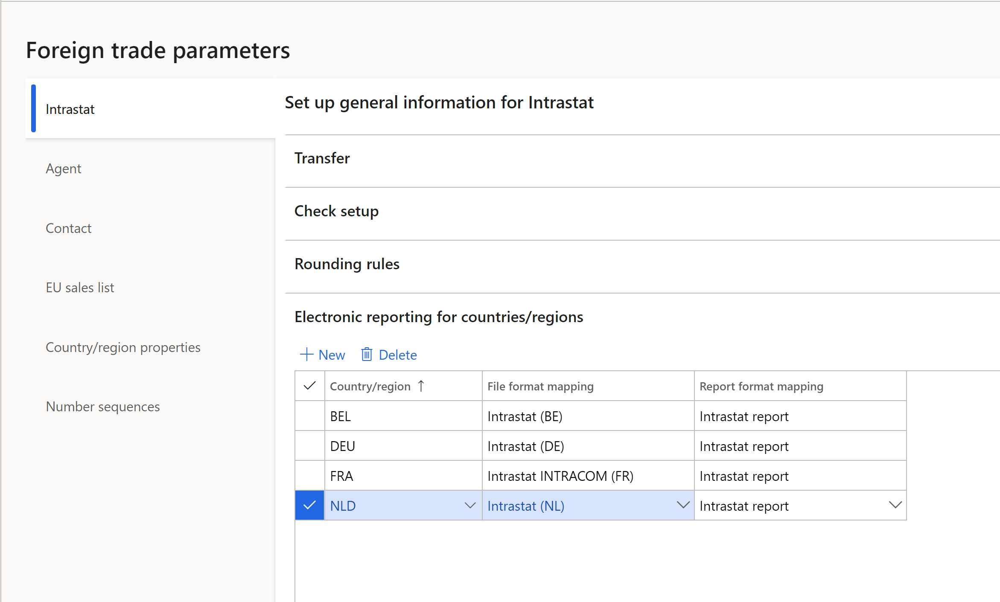 Foreign trade parameters
Intrastat
Agent
Contact
EU sales list
Country/region properties
Number sequences
Set up general information for Intrastat
Transfer
Check setup
Rounding rules
Electronic reporting for countries/regions
New Delete
Country/region File format mapping Report format mapping
BEL Intrastat (BE) Intrastat report
DEU Intrastat (DE) Intrastat report
FRA Intrastat INTRACOM (FR) Intrastat report
NLD Intrastat (NL) Intrastat report